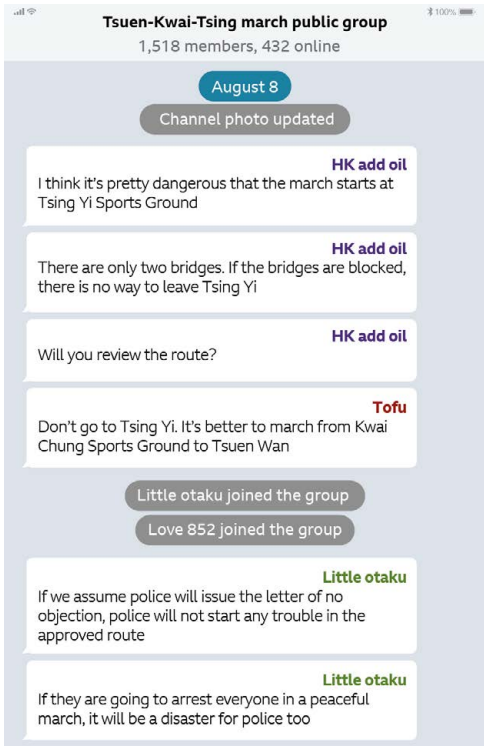 100%
Tsuen-Kwai-Tsing march public group
1,518 members, 432 online
August 8
Channel photo updated
HK add oil
I think it's pretty dangerous that the march starts at
Tsing Yi Sports Ground
HK add oil
There are only two bridges. If the bridges are blocked,
there is no way to leave Tsing Yi
HK add oil
Will you review the route?
Tofu
Don't go to Tsing Yi. It's better to march from Kwai
Chung Sports Ground to Tsuen Wan
Little otaku joined the group
Love 852 joined the group
Little otaku
If we assume police will issue the letter of no
objection, police will not start any trouble in the
approved route
Little otaku
If they are going to arrest everyone in a peaceful
march, it will be a disaster for police too